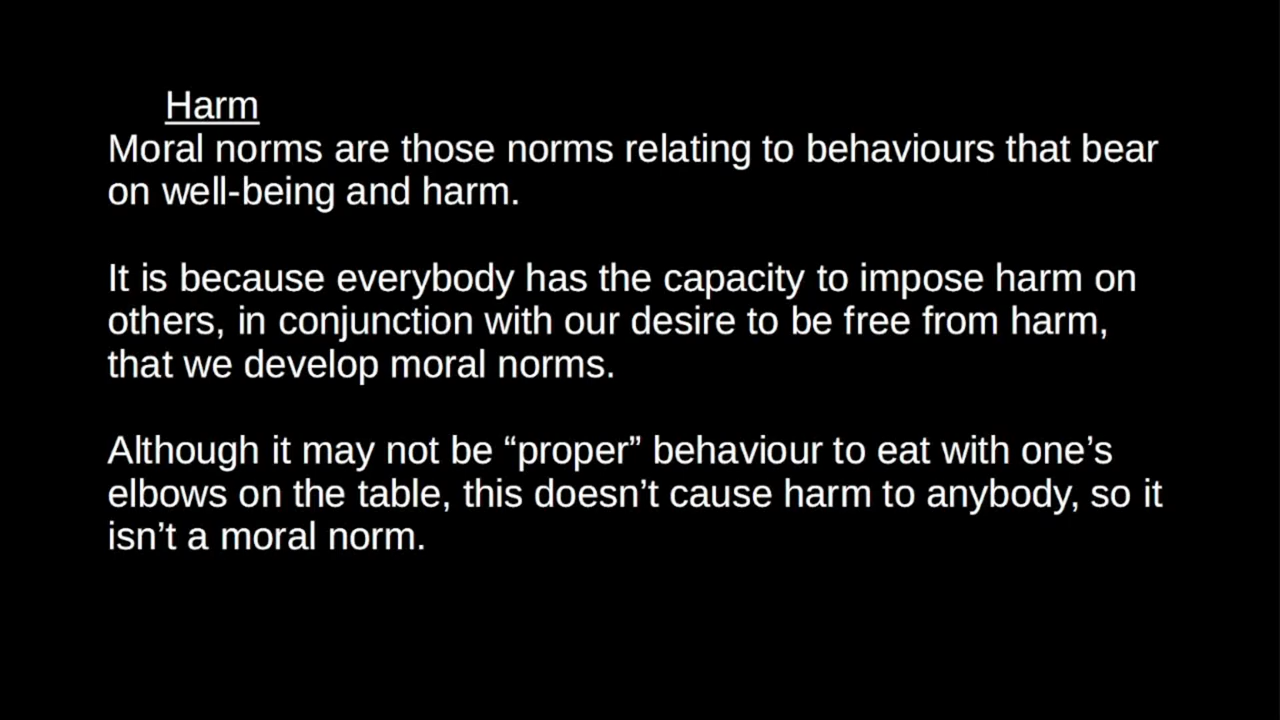 Harm
Moral norms are those norms relating to behaviours that bear
on well-being and harm.
It is because everybody has the capacity to impose harm on
others, in conjunction with our desire to be free from harm,
that we develop moral norms.
Although it may not be “proper” behaviour to eat with one’s
elbows on the table, this doesn’t cause harm to anybody, so it
isn’t a moral norm.